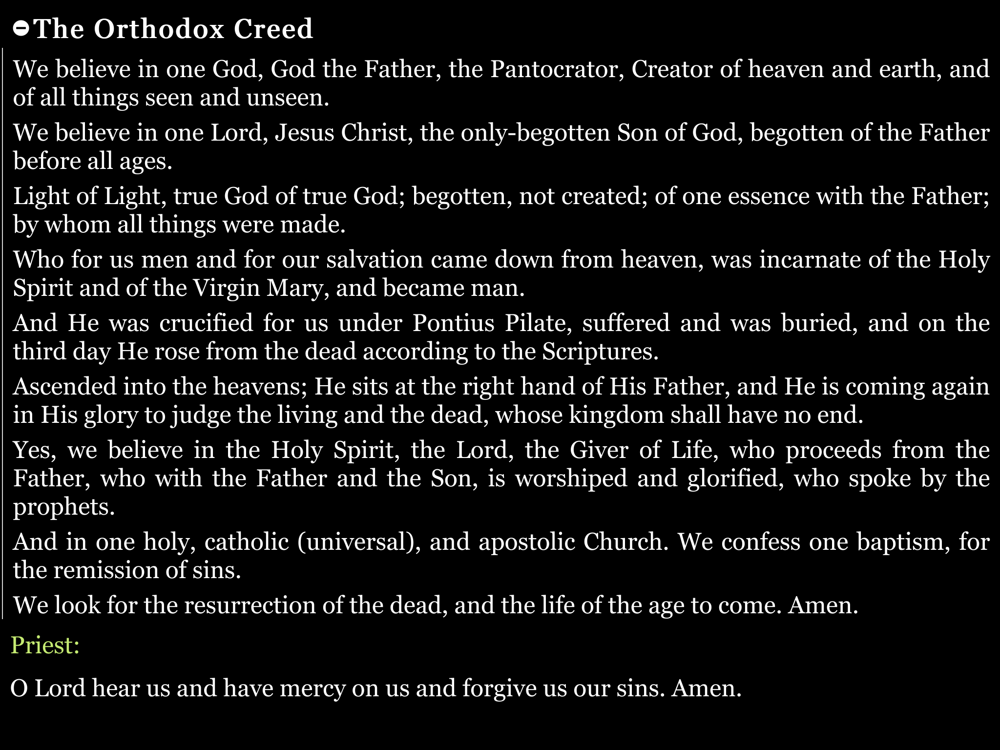 The Orthodox Creed
We believe in one God, God the Father, the Pantocrator, Creator of heaven and earth, and
of all things seen and unseen.
We believe in one Lord, Jesus Christ, the only-begotten Son of God, begotten of the Father
before all ages.
Light of Light, true God of true God; begotten, not created; of one essence with the Father;
by whom all things were made.
Who for us men and for our salvation came down from heaven, was incarnate of the Holy
Spirit and of the Virgin Mary, and became man.
And He was crucified for us under Pontius Pilate, suffered and was buried, and on the
third day He rose from the dead according to the Scriptures.
Ascended into the heavens; He sits at the right hand of His Father, and He is coming again
in His glory to judge the living and the dead, whose kingdom shall have no end.
Yes, we believe in the Holy Spirit, the Lord, the Giver of Life, who proceeds from the
Father, who with the Father and the Son, is worshiped and glorified, who spoke by the
prophets.
And in one holy, catholic (universal), and apostolic Church. We confess one baptism, for
the remission of sins.
We look for the resurrection of the dead, and the life of the age to come. Amen.
Priest:
O Lord hear us and have mercy on us and forgive us our sins. Amen.